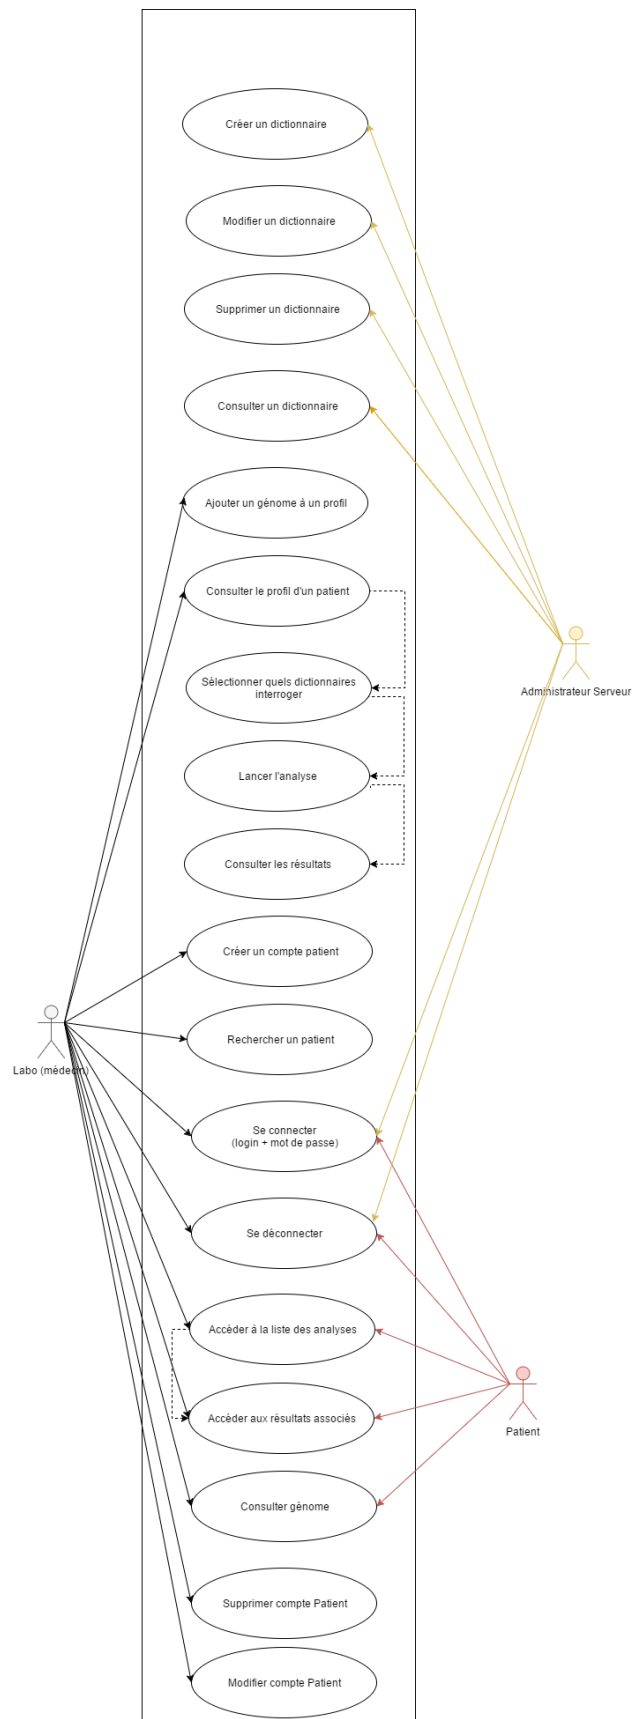 Créer un dictionnaire
Modifier un dictionnaire
Supprimer un dictionnaire
Consulter un dictionnaire
Ajouter un génome à un profil
Consulter le profil d'un patient
Sélectionner quels dictionnaires
interroger
Administrateur Serveur
Lancer l'analyse
Consulter les résultats
Créer un compte patient
Rechercher un patient
Labo (médecin)
Se connecter
(login + mot de passe)
Se déconnecter
Accéder à la liste des analyses
Accéder aux résultats associés
Patient
Consulter génome
Supprimer compte Patient
Modifier compte Patient